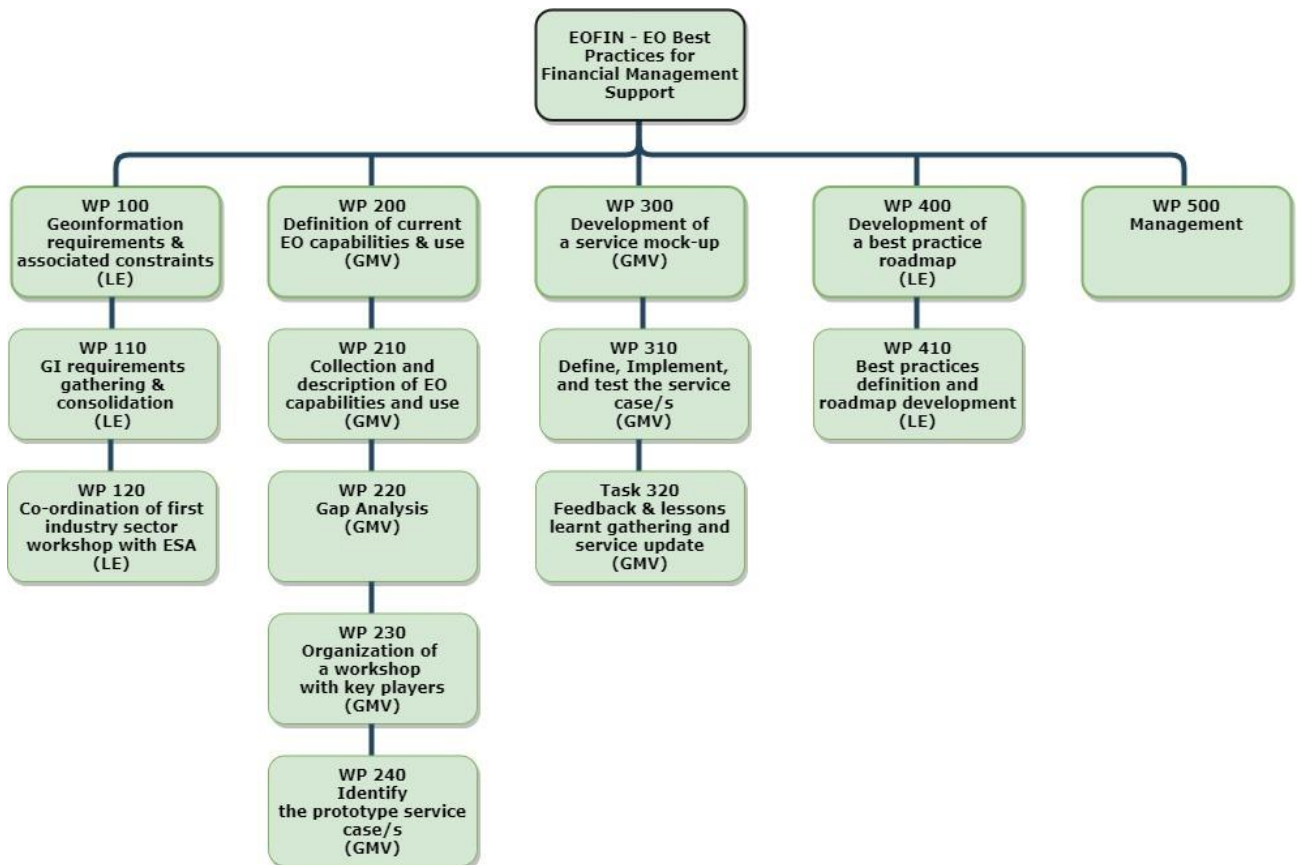 EOFIN - EO Best
Practices for
Financial Management
Support
WP 100
Geoinformation
requirements &
associated constraints
(LE)
WP 200
Definition of current
EO capabilities & use
(GMV)
WP 300
Development of
a service mock-up
(GMV)
WP 400
Development of
a best practice
roadmap
(LE)
WP 500
Management
WP 110
GI requirements
gathering &
consolidation
(LE)
WP 210
Collection and
description of EO
capabilities and use
(GMV)
WP 310
Define, Implement,
and test the service
case/s
(GMV)
WP 410
Best practices
definition and
roadmap development
(LE)
WP 120
Co-ordination of first
industry sector
workshop with ESA
(LE)
WP 220
Gap Analysis
(GMV)
Task 320
Feedback & lessons
learnt gathering and
service update
(GMV)
WP 230
Organization of
a workshop
with key players
(GMV)
WP 240
Identify
the prototype service
case/s
(GMV)